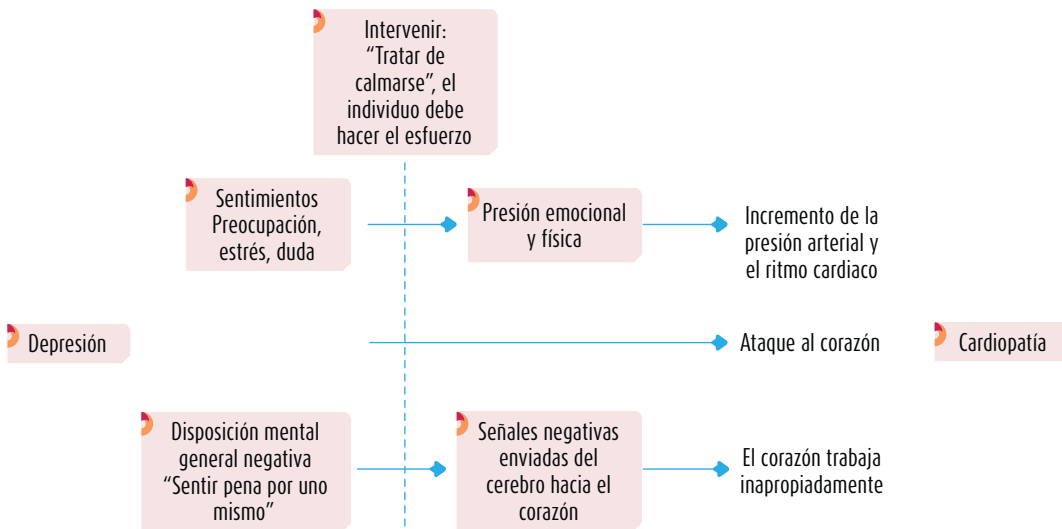 Intervenir:
“Tratar de
calmarse”, el
individuo debe
hacer el esfuerzo
Sentimientos
Preocupación,
estrés, duda
Presión emocional
y física
Incremento de la
presión arterial y
el ritmo cardiaco
Depresión
Ataque al corazón
Cardiopatía
Disposición mental
general negativa
“Sentir pena por uno
mismo”
Señales negativas
enviadas del
cerebro hacia el
corazón
El corazón trabaja
inapropiadamente